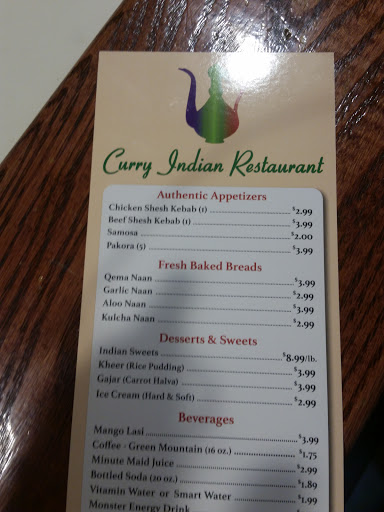 Curry Indian Restaurant
Authentic Appetizers
Chicken Shesh Kebab (1) $2.99
Beef Shesh Kebab (1) $3.99
Samosa $2.00
Pakora (5) $3.99
Fresh Baked Breads
Qema Naan $3.99
Garlic Naan $2.99
Aloo Naan $3.99
Kulcha Naan $2.99
Desserts & Sweets
Indian Sweets $8.99/lb.
Kheer (Rice Pudding) $3.99
Gajar (Carrot Halva) $3.99
Ice Cream (Hard & Soft) $2.99
Beverages
Mango Lasi $3.99
Coffee - Green Mountain (16 oz.) $1.75
Minute Maid Juice $2.99
Bottled Soda (20 oz.) $1.89
Vitamin Water or Smart Water $1.99
Monster Energy Drink